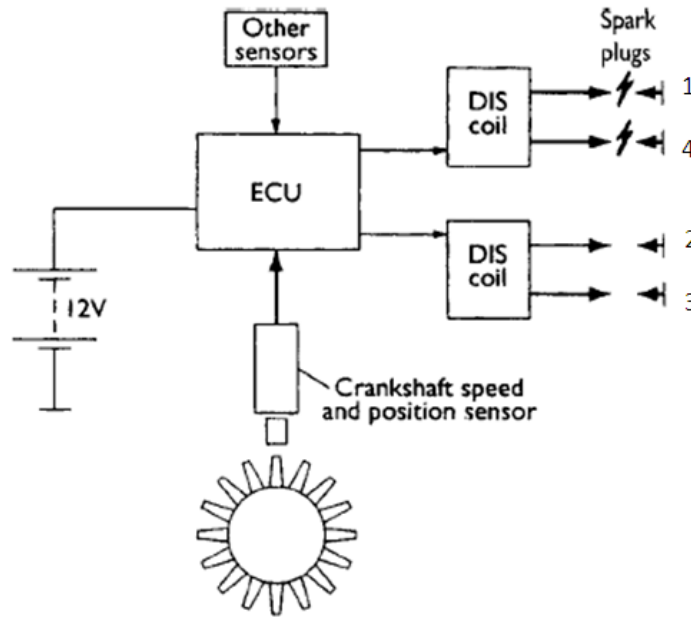 Other
sensors
Spark
plugs
DIS
coil
1
4
ECU
DIS
coil
2
3
12V
Crankshaft speed
and position sensor